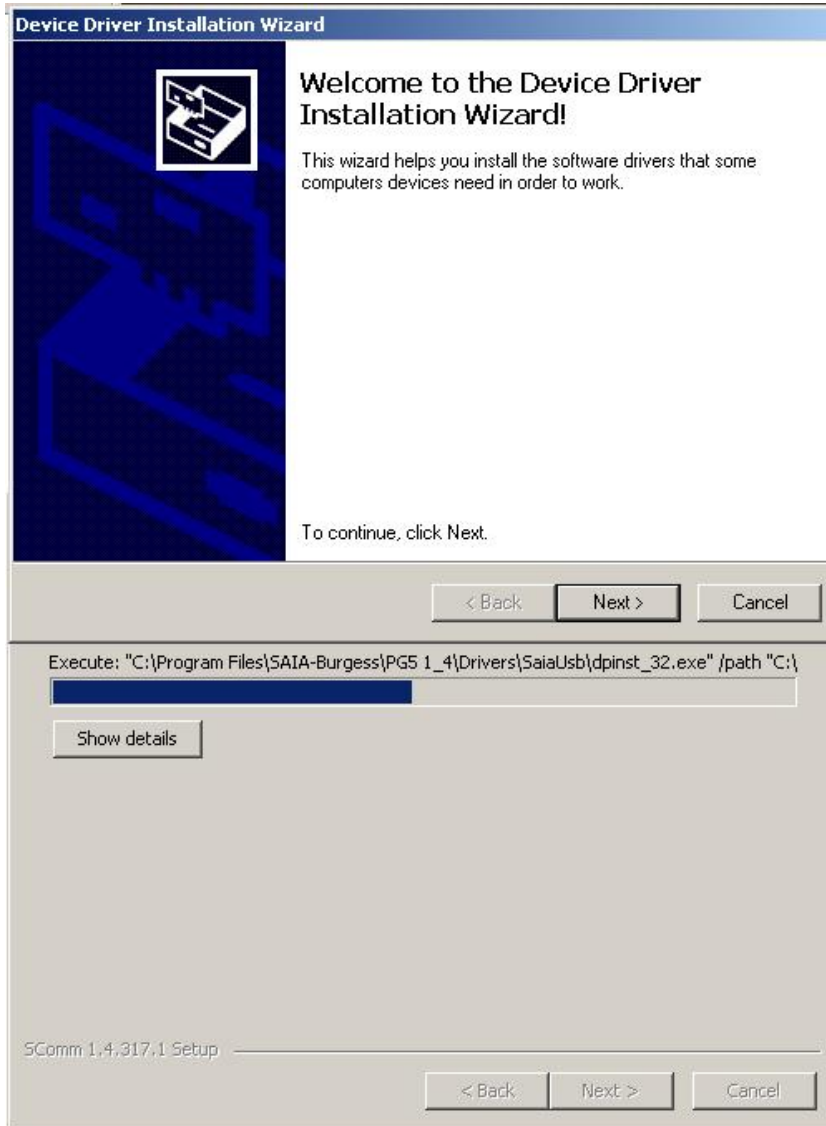 Device Driver Installation Wizard
Welcome to the Device Driver
Installation Wizard!
This wizard helps you install the software drivers that some
computers devices need in order to work.
To continue, click Next.
< Back Next > Cancel
Execute: "C:\Program Files\SAIA-Burgess\PG5 1_4\Drivers\SaiaUsb\dpinst_32.exe" /path "C:\
Show details
SComm 1.4.317.1 Setup
< Back Next > Cancel